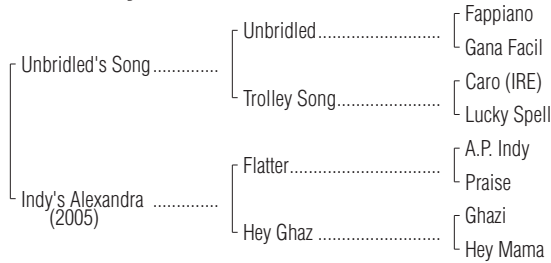 Fappiano
Unbridled..................
Gana Facil
Unbridled's Song.............
Caro (IRE)
Trolley Song..................
Lucky Spell
A.P. Indy
Flatter..........................
Praise
Indy's Alexandra .............
(2005)
Ghazi
Hey Ghaz .....................
Hey Mama